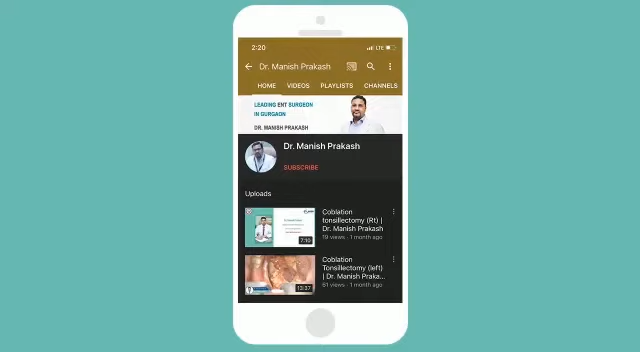 2:20
LTE
Dr. Manish Prakash
HOME VIDEOS PLAYLISTS CHANNELS
LEADING ENT SURGEON
IN GURGAON
DR. MANISH PRAKASH
Dr. Manish Prakash
SUBSCRIBE
Uploads
Coblation
tonsillectomy (Rt) |
Dr. Manish Prakash
19 views · 1 month ago
7:10
Coblation
Tonsillectomy (left)
| Dr. Manish Praka...
81 views · 1 month ago
13:37